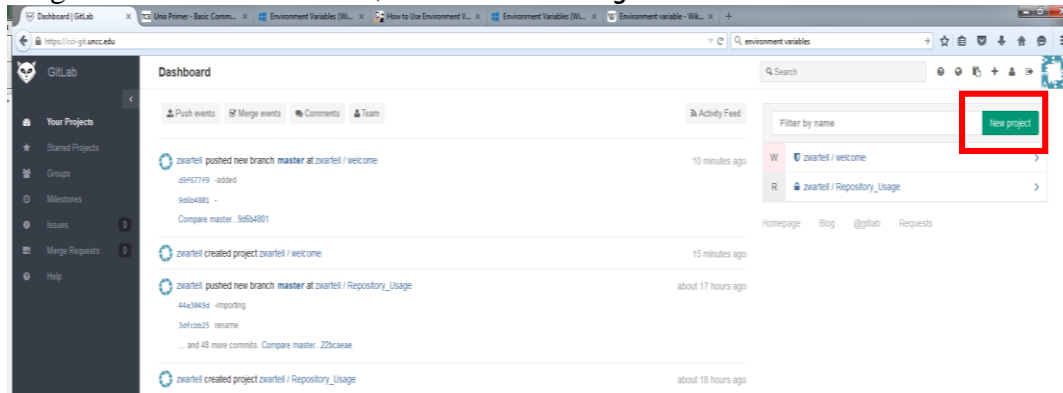 Dashboard | GitLab × Unix Primer - Basic Comm... × Environment Variables (Wi... × How to Use Environment V... × Environment Variables (Wi... × Environment variable - Wik... × +
https://cci-git.uncc.edu environment variables
GitLab Dashboard Search
Push events Merge events Comments Team Activity Feed
Filter by name New project
Your Projects
Starred Projects
Groups
Milestones
Issues 0
Merge Requests 0
Help
zwartell pushed new branch master at zwartell / welcome 10 minutes ago
d9f677f9 -added
9d6b4801 -
Compare master...9d6b4801
zwartell created project zwartell / welcome 15 minutes ago
zwartell pushed new branch master at zwartell / Repository_Usage about 17 hours ago
44e3049d -importing
3dfcbb25 rename
... and 48 more commits. Compare master...22bcaeae
zwartell created project zwartell / Repository_Usage about 18 hours ago
W zwartell / welcome
R zwartell / Repository_Usage
Homepage Blog @gitlab Requests